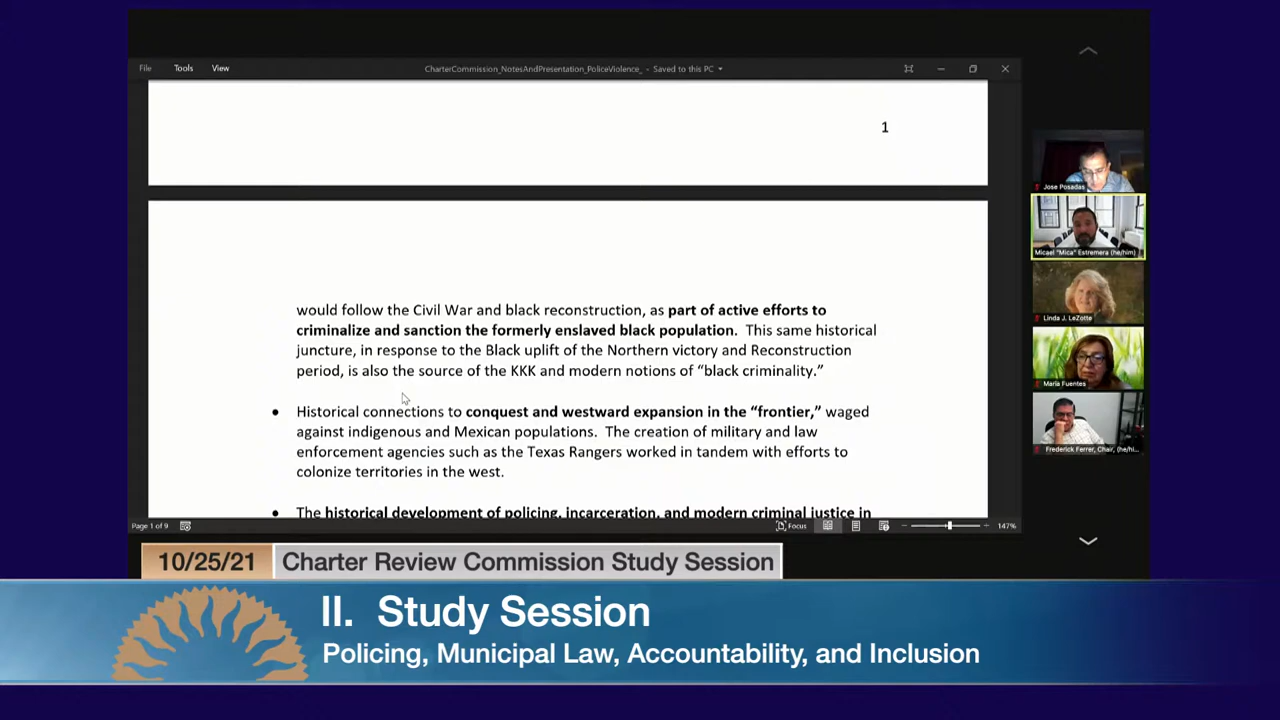 File Tools View CharterCommission_NotesAndPresentation_PoliceViolence_ - Saved to this PC
1
would follow the Civil War and black reconstruction, as part of active efforts to
criminalize and sanction the formerly enslaved black population. This same historical
juncture, in response to the Black uplift of the Northern victory and Reconstruction
period, is also the source of the KKK and modern notions of “black criminality.”
• Historical connections to conquest and westward expansion in the “frontier,” waged
against indigenous and Mexican populations. The creation of military and law
enforcement agencies such as the Texas Rangers worked in tandem with efforts to
colonize territories in the west.
• The historical development of policing, incarceration, and modern criminal justice in
Page 1 of 9 Focus 147%
Jose Posadas
Micael "Mica" Estremera (he/him)
Linda J. LeZotte
Maria Fuentes
Frederick Ferrer, Chair, (he/hi...
10/25/21 Charter Review Commission Study Session
II. Study Session
Policing, Municipal Law, Accountability, and Inclusion